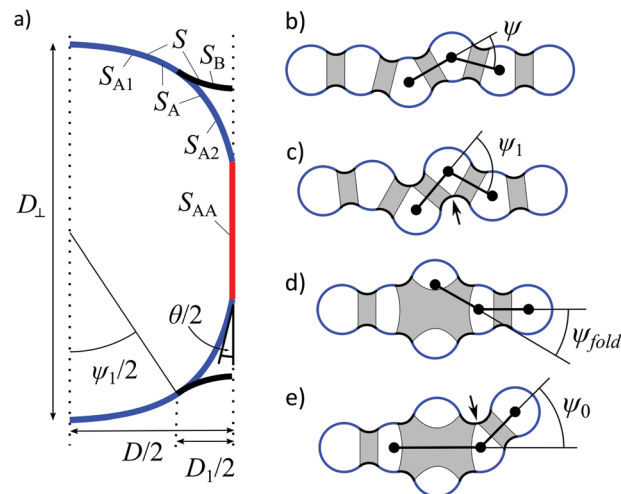 a)
S
S_B
S_A1
S_A
S_A2
D_⊥
S_AA
θ/2
ψ_1/2
D/2
D_1/2
b)
ψ
c)
ψ_1
d)
ψ_fold
e)
ψ_0